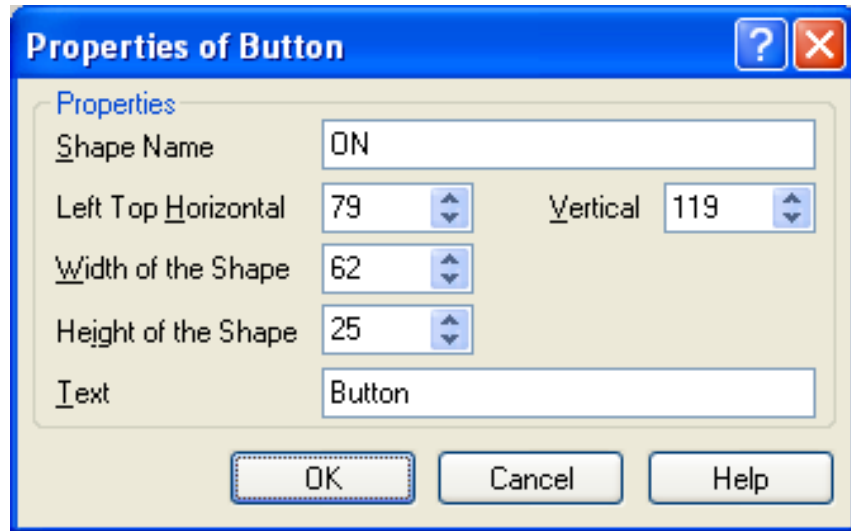 Properties of Button
Properties
Shape Name ON
Left Top Horizontal 79 Vertical 119
Width of the Shape 62
Height of the Shape 25
Text Button
OK Cancel Help